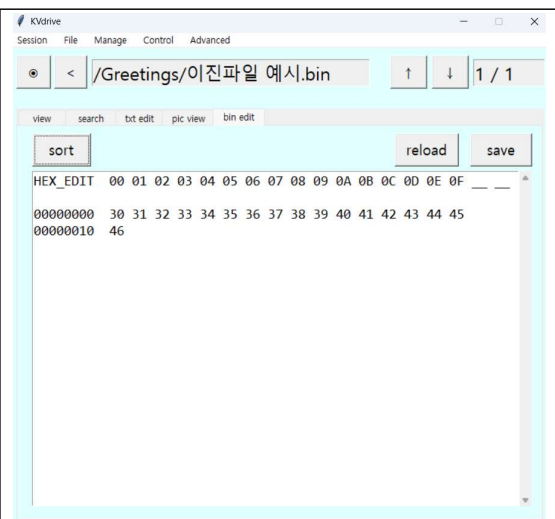 KVdrive
Session File Manage Control Advanced
< /Greetings/이진파일 예시.bin ↑ ↓ 1 / 1
view search txt edit pic view bin edit
sort reload save
HEX_EDIT 00 01 02 03 04 05 06 07 08 09 0A 0B 0C 0D 0E 0F __ __
00000000 30 31 32 33 34 35 36 37 38 39 40 41 42 43 44 45
00000010 46